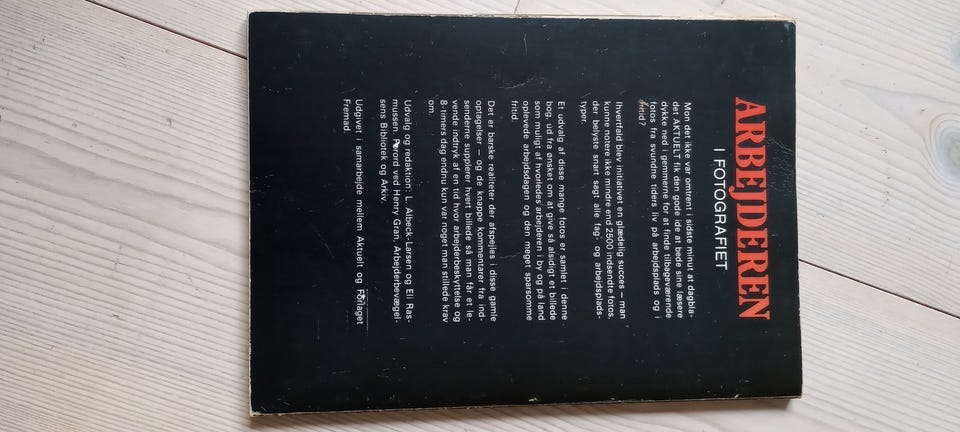 ARBEJDEREN
I FOTOGRAFIET
Mon det ikke var omtrent i sidste minut at dagbla-
det AKTUELT fik den gode ide at bede sine læsere
dykke ned i gemmerne for at finde tilbageværende
fotos fra svundne tiders liv på arbejdsplads og i
fritid?
hvertfald blev initiativet en glædelig succes — man
kunne notere ikke mindre end 2500 indsendte fotos,
der belyste snart sagt alle fag- og arbejdsplads-
typer.
Et udvalg af disse mange fotos er samlet i denne
bog, ud fra ønsket om at give så alsidigt et billede
som muligt af hvorledes arbejderen i by og på land
oplevede arbejdsdagen og den meget sparsomme
fritid.
Det er barske realiteter der afspejles i disse gamle
optagelser — og de knappe kommentarer fra ind-
senderne supplerer hvert billede så man får et le-
vende indtryk af en tid hvor arbejderbeskyttelse og
8-timers dag endnu kun var noget man stillede krav
om.
Udvalg og redaktion: L. Albeck-Larsen og Eli Ras-
mussen. Forord ved Henry Gran, Arbejderbevægel-
sens Bibliotek og Arkiv.
Udgivet i samarbejde mellem Aktuelt og Forlaget
Fremad.